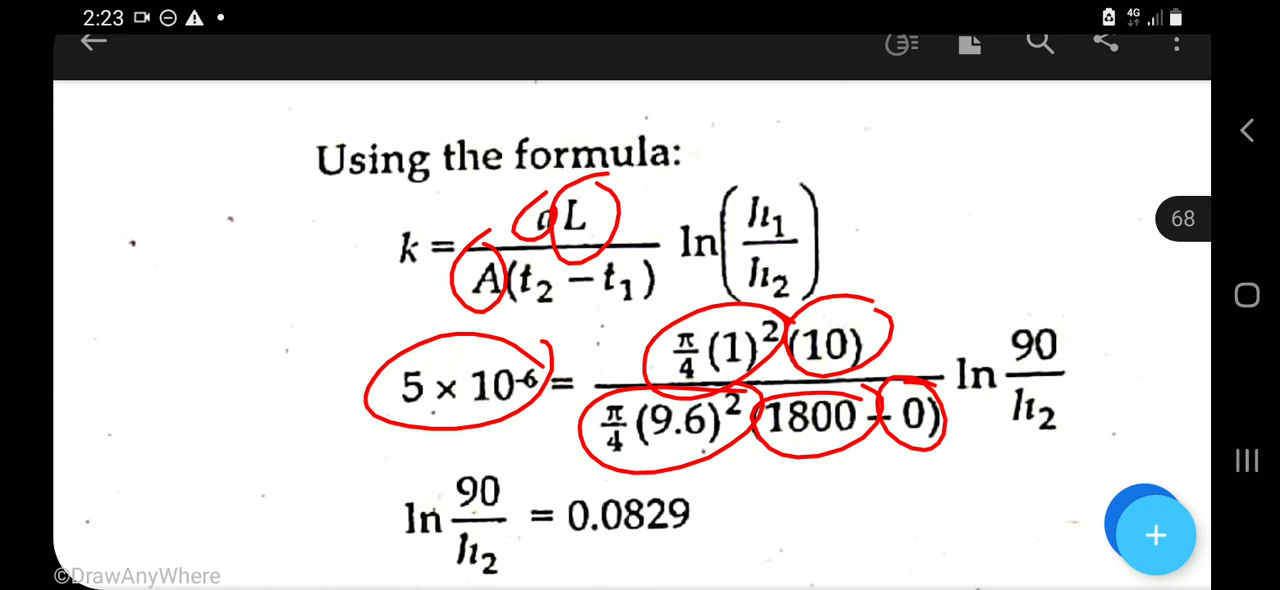 2:23
4G
68
Using the formula:
k = aL / A(t₂ − t₁) ln(h₁/h₂)
5 × 10⁻⁶ = π/4 (1)² (10) / π/4 (9.6)² (1800 − 0) ln 90/h₂
ln 90/h₂ = 0.0829
©DrawAnyWhere